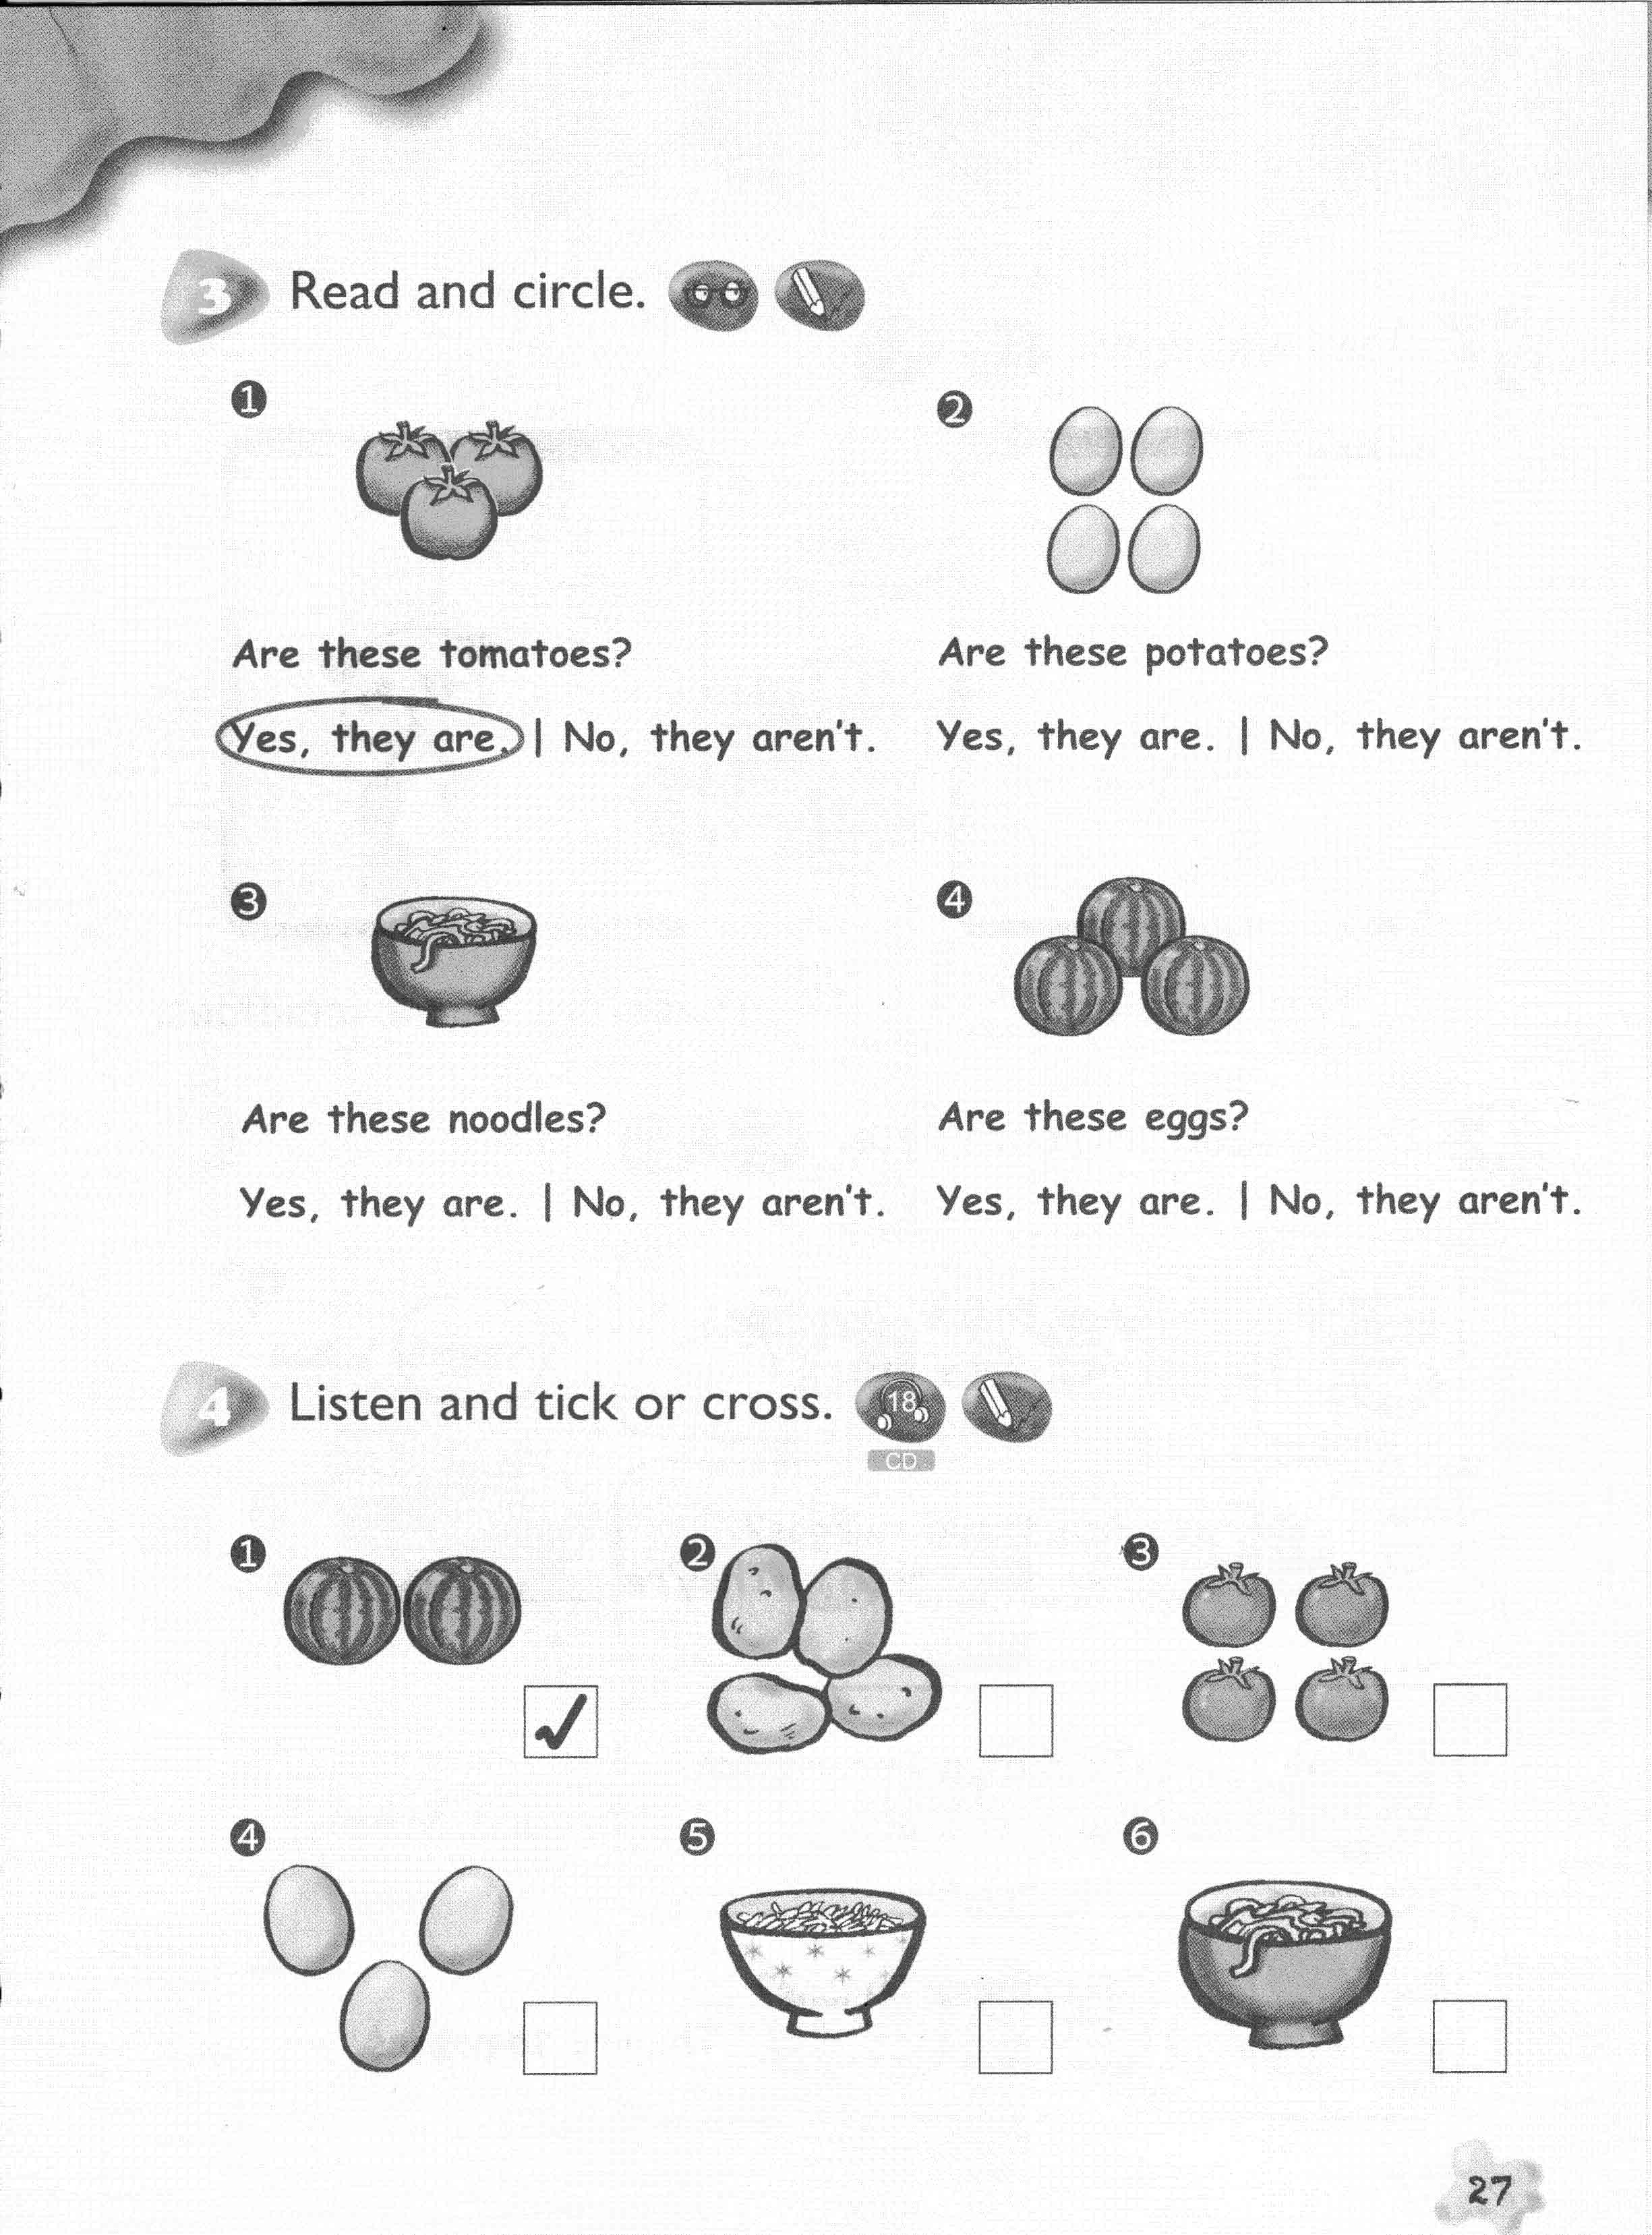 3 Read and circle.
1
2
Are these tomatoes?
Are these potatoes?
Yes, they are. | No, they aren't.
Yes, they are. | No, they aren't.
3
4
Are these noodles?
Are these eggs?
Yes, they are. | No, they aren't.
Yes, they are. | No, they aren't.
4 Listen and tick or cross. 18
CD
1
2
3
4
5
6
27